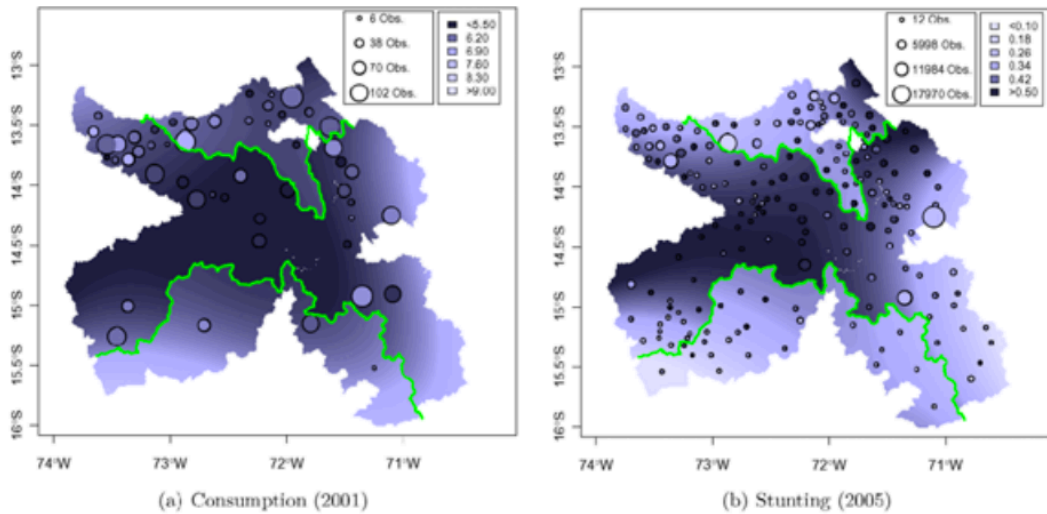 6 Obs.
38 Obs.
70 Obs.
102 Obs.
<5.50
6.20
6.90
7.60
8.30
>9.00
13°S
13.5°S
14°S
14.5°S
15°S
15.5°S
16°S
74°W
73°W
72°W
71°W
(a) Consumption (2001)
12 Obs.
5998 Obs.
11984 Obs.
17970 Obs.
<0.10
0.18
0.26
0.34
0.42
>0.50
13°S
13.5°S
14°S
14.5°S
15°S
15.5°S
16°S
74°W
73°W
72°W
71°W
(b) Stunting (2005)